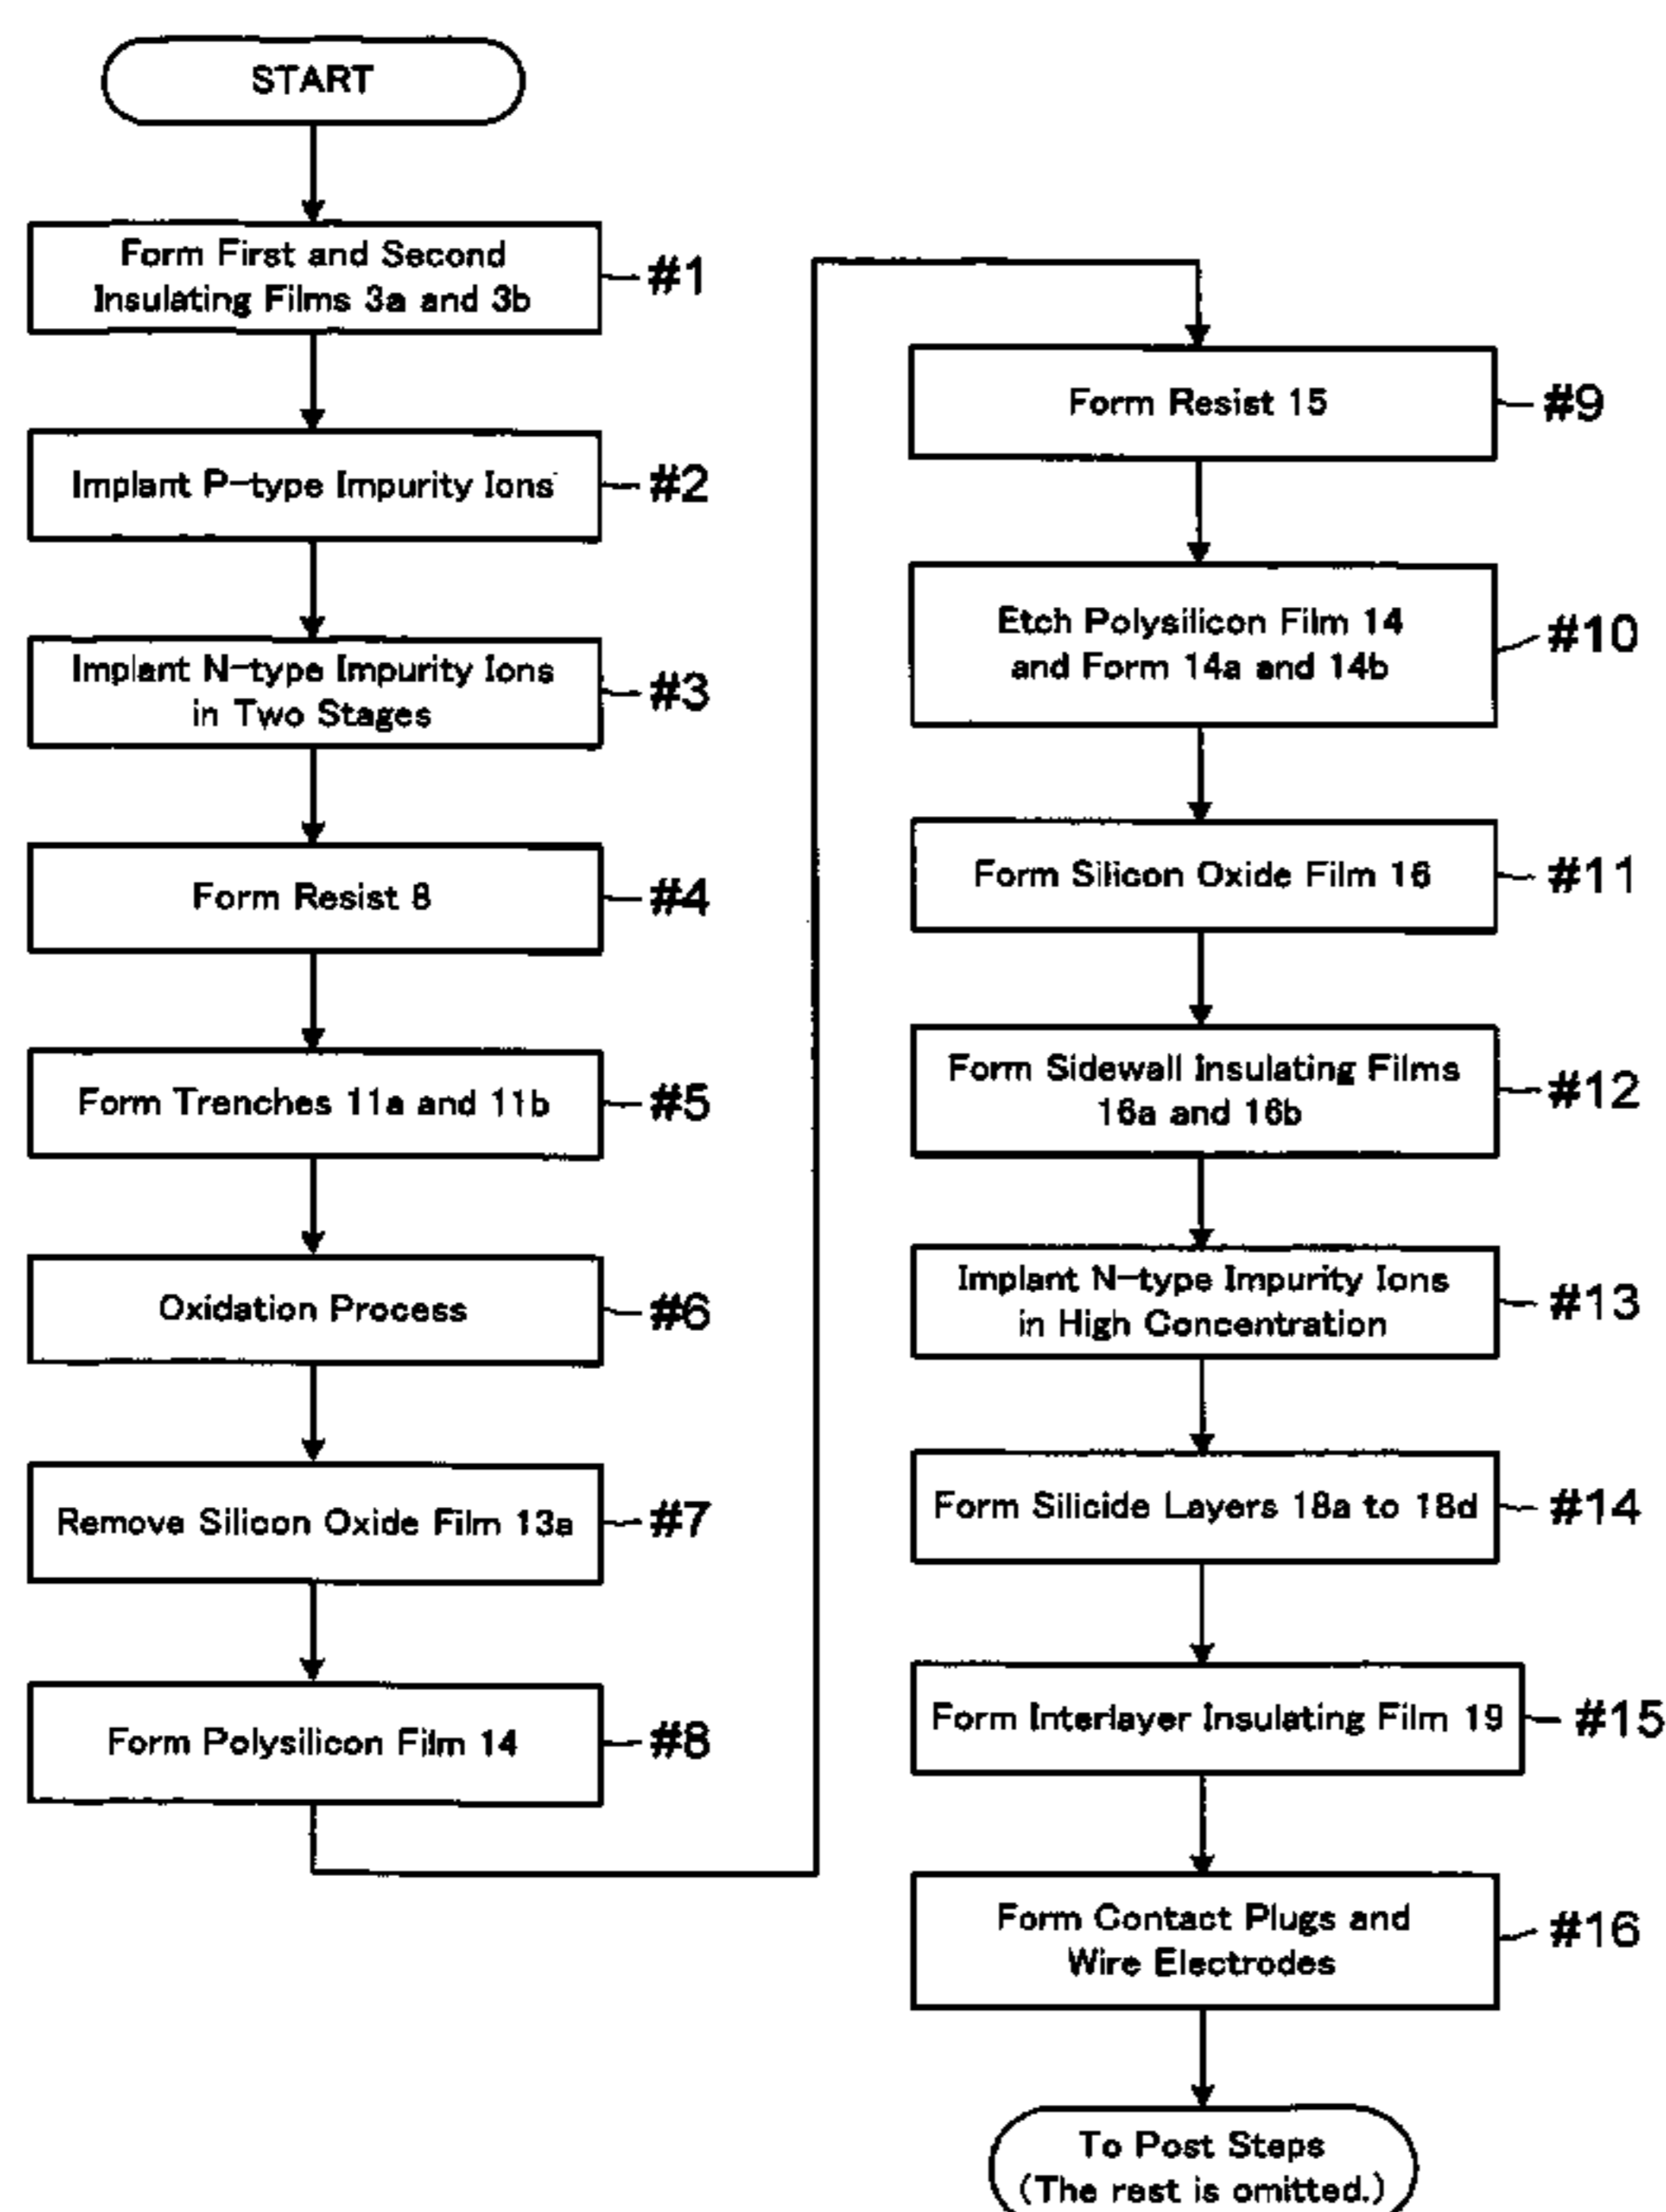 START
Form First and Second
Insulating Films 3a and 3b
#1
Implant P-type Impurity Ions
#2
Implant N-type Impurity Ions
in Two Stages
#3
Form Resist 8
#4
Form Trenches 11a and 11b
#5
Oxidation Process
#6
Remove Silicon Oxide Film 13a
#7
Form Polysilicon Film 14
#8
Form Resist 15
#9
Etch Polysilicon Film 14
and Form 14a and 14b
#10
Form Silicon Oxide Film 16
#11
Form Sidewall Insulating Films
16a and 16b
#12
Implant N-type Impurity Ions
in High Concentration
#13
Form Silicide Layers 18a to 18d
#14
Form Interlayer Insulating Film 19
#15
Form Contact Plugs and
Wire Electrodes
#16
To Post Steps
(The rest is omitted.)